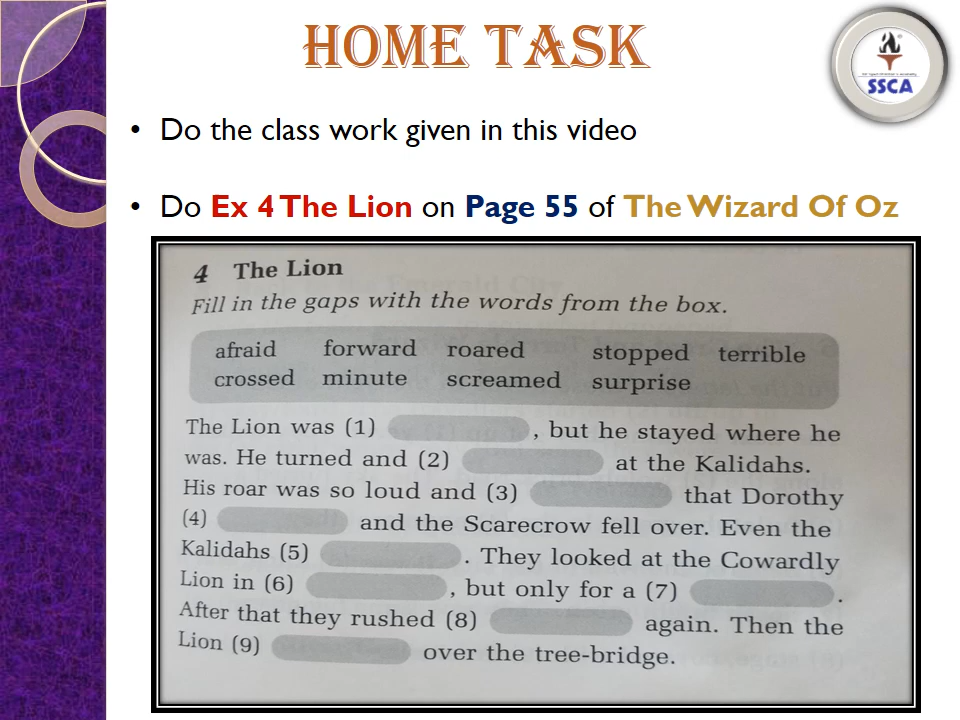 HOME TASK
SSCA
• Do the class work given in this video
• Do Ex 4 The Lion on Page 55 of The Wizard Of Oz
4 The Lion
Fill in the gaps with the words from the box.
afraid forward roared stopped terrible
crossed minute screamed surprise
The Lion was (1) , but he stayed where he
was. He turned and (2) at the Kalidahs.
His roar was so loud and (3) that Dorothy
(4) and the Scarecrow fell over. Even the
Kalidahs (5) . They looked at the Cowardly
Lion in (6) , but only for a (7) .
After that they rushed (8) again. Then the
Lion (9) over the tree-bridge.